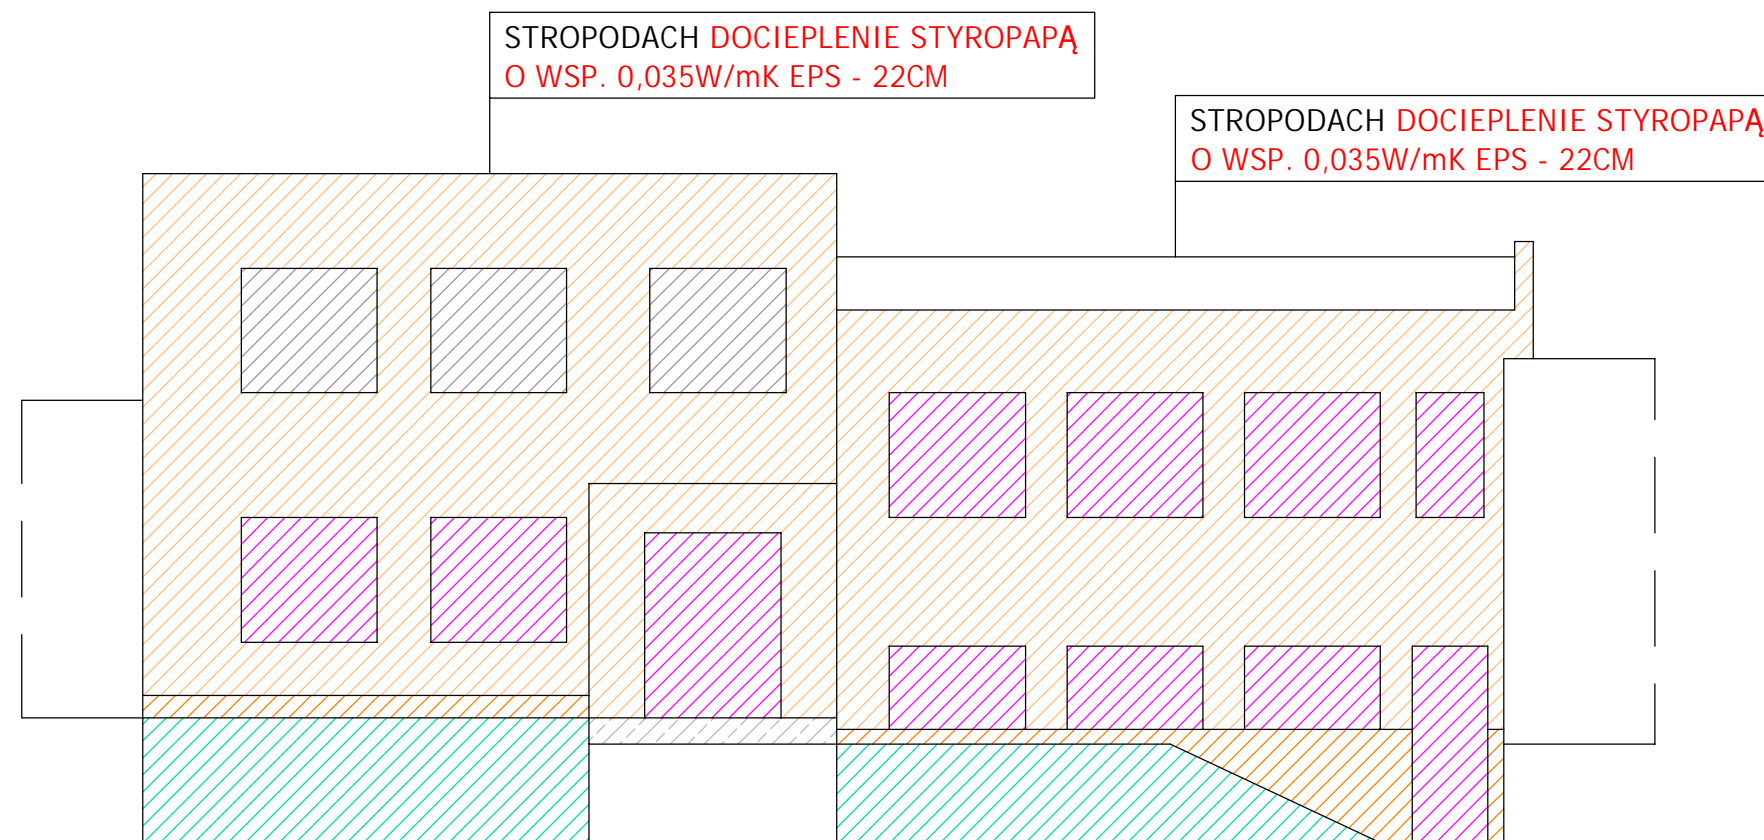 STROPODACH DOCIEPLENIE STYROPAPĄ
O WSP. 0,035W/mK EPS - 22CM
STROPODACH DOCIEPLENIE STYROPAPĄ
O WSP. 0,035W/mK EPS - 22CM